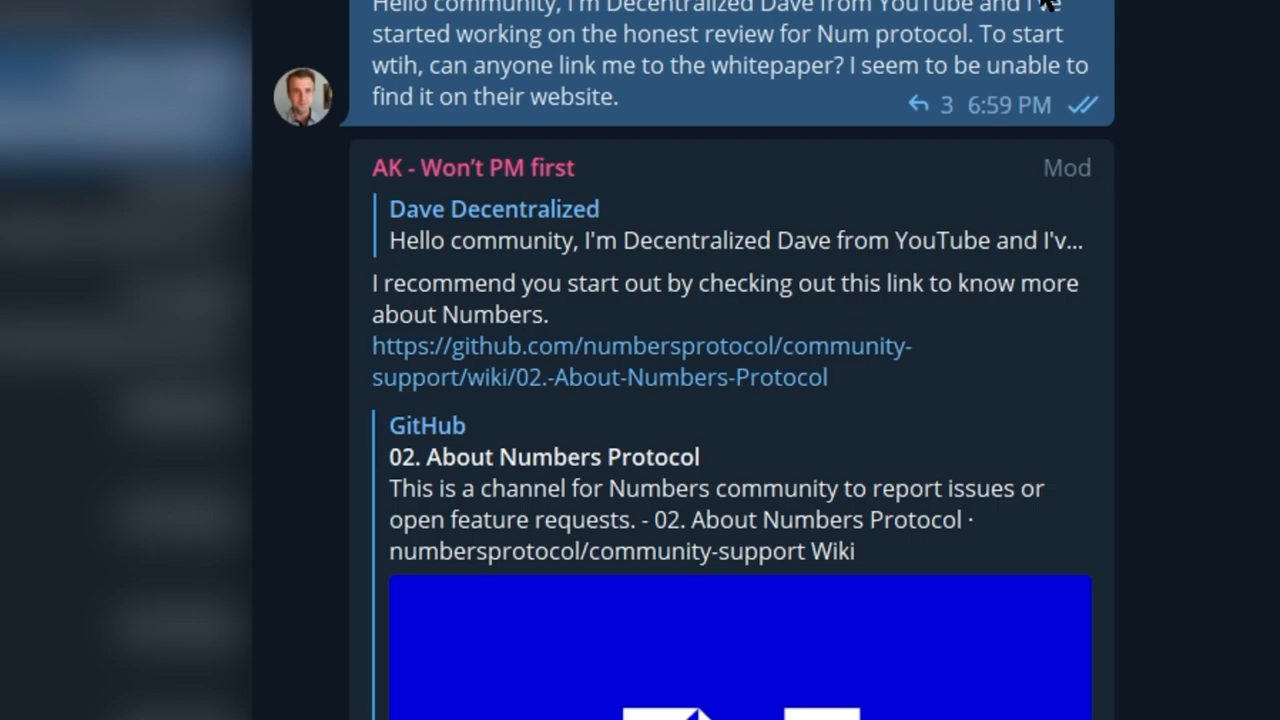 Hello community, I'm Decentralized Dave from YouTube and I've
started working on the honest review for Num protocol. To start
wtih, can anyone link me to the whitepaper? I seem to be unable to
find it on their website.
3 6:59 PM
AK - Won’t PM first
Mod
Dave Decentralized
Hello community, I'm Decentralized Dave from YouTube and I'v...
I recommend you start out by checking out this link to know more
about Numbers.
https://github.com/numbersprotocol/community-
support/wiki/02.-About-Numbers-Protocol
GitHub
02. About Numbers Protocol
This is a channel for Numbers community to report issues or
open feature requests. - 02. About Numbers Protocol ·
numbersprotocol/community-support Wiki